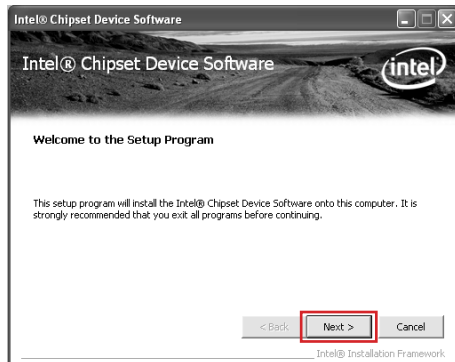 Intel® Chipset Device Software
Intel® Chipset Device Software
intel
Welcome to the Setup Program
This setup program will install the Intel® Chipset Device Software onto this computer. It is
strongly recommended that you exit all programs before continuing.
< Back
Next >
Cancel
Intel® Installation Framework